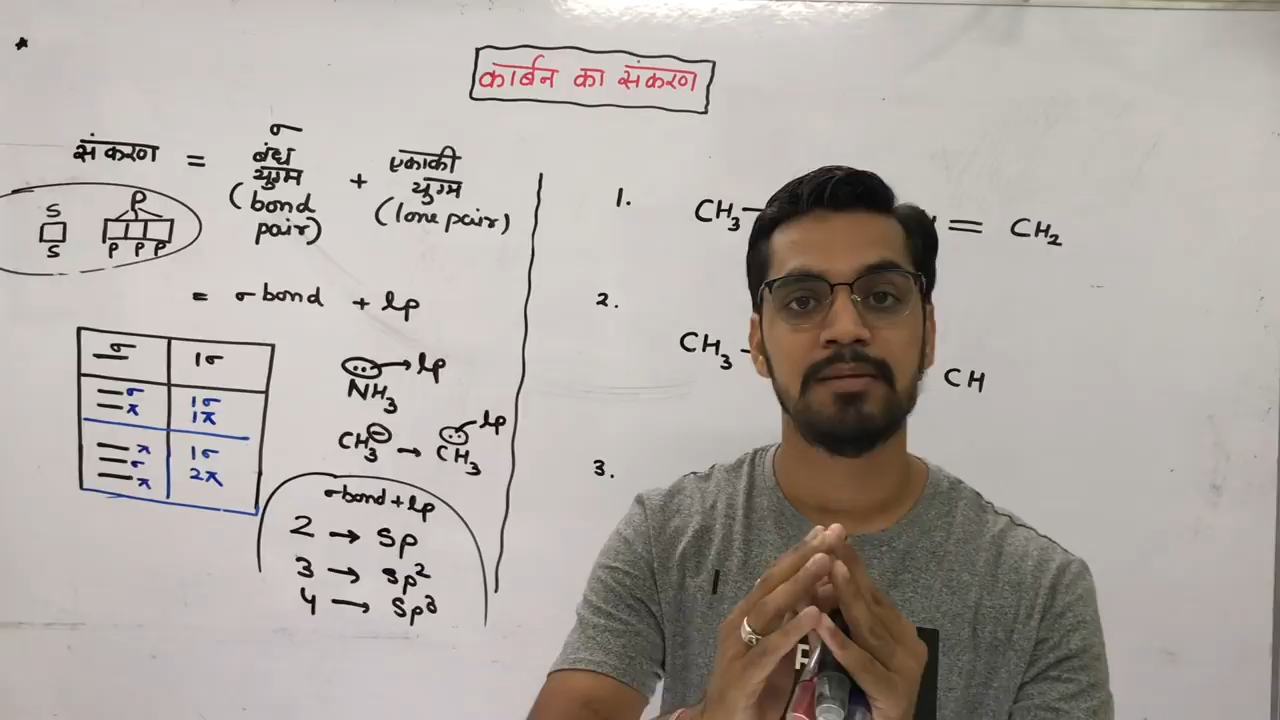 कार्बन का संकरण
संकरण = σ बंध युग्म (bond pair) + एकाकी युग्म (lone pair)
S P
S P P P
= σ bond + lp
— σ 1σ
= σ π 1σ 1π
≡ π σ π 1σ 2π
NH₃ → lp
CH₃⊖ → CH₃ lp
σ bond + lp
2 → Sp
3 → Sp²
4 → Sp³
1. CH₃— = CH₂
2.
CH₃— CH
3.